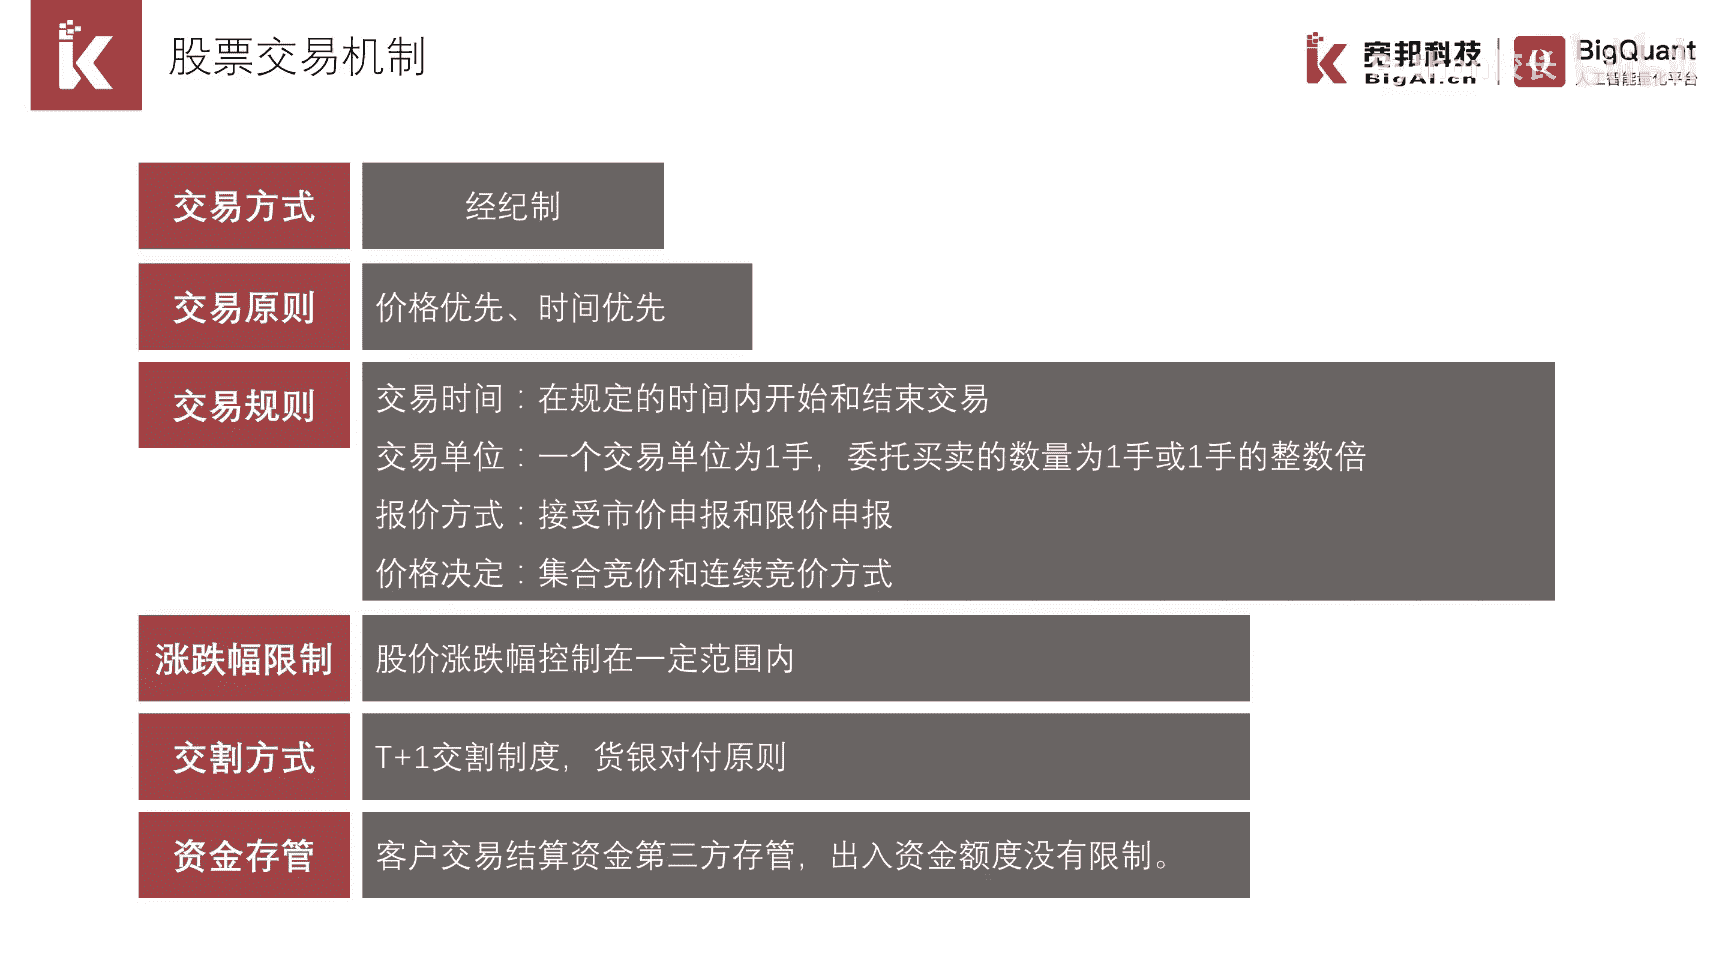 股票交易机制
宽邦科技
BigAI.cn
BigQuant
人工智能量化平台
交易方式
经纪制
交易原则
价格优先、时间优先
交易规则
交易时间：在规定的时间内开始和结束交易
交易单位：一个交易单位为1手，委托买卖的数量为1手或1手的整数倍
报价方式：接受市价申报和限价申报
价格决定：集合竞价和连续竞价方式
涨跌幅限制
股价涨跌幅控制在一定范围内
交割方式
T+1交割制度，货银对付原则
资金存管
客户交易结算资金第三方存管，出入资金额度没有限制。